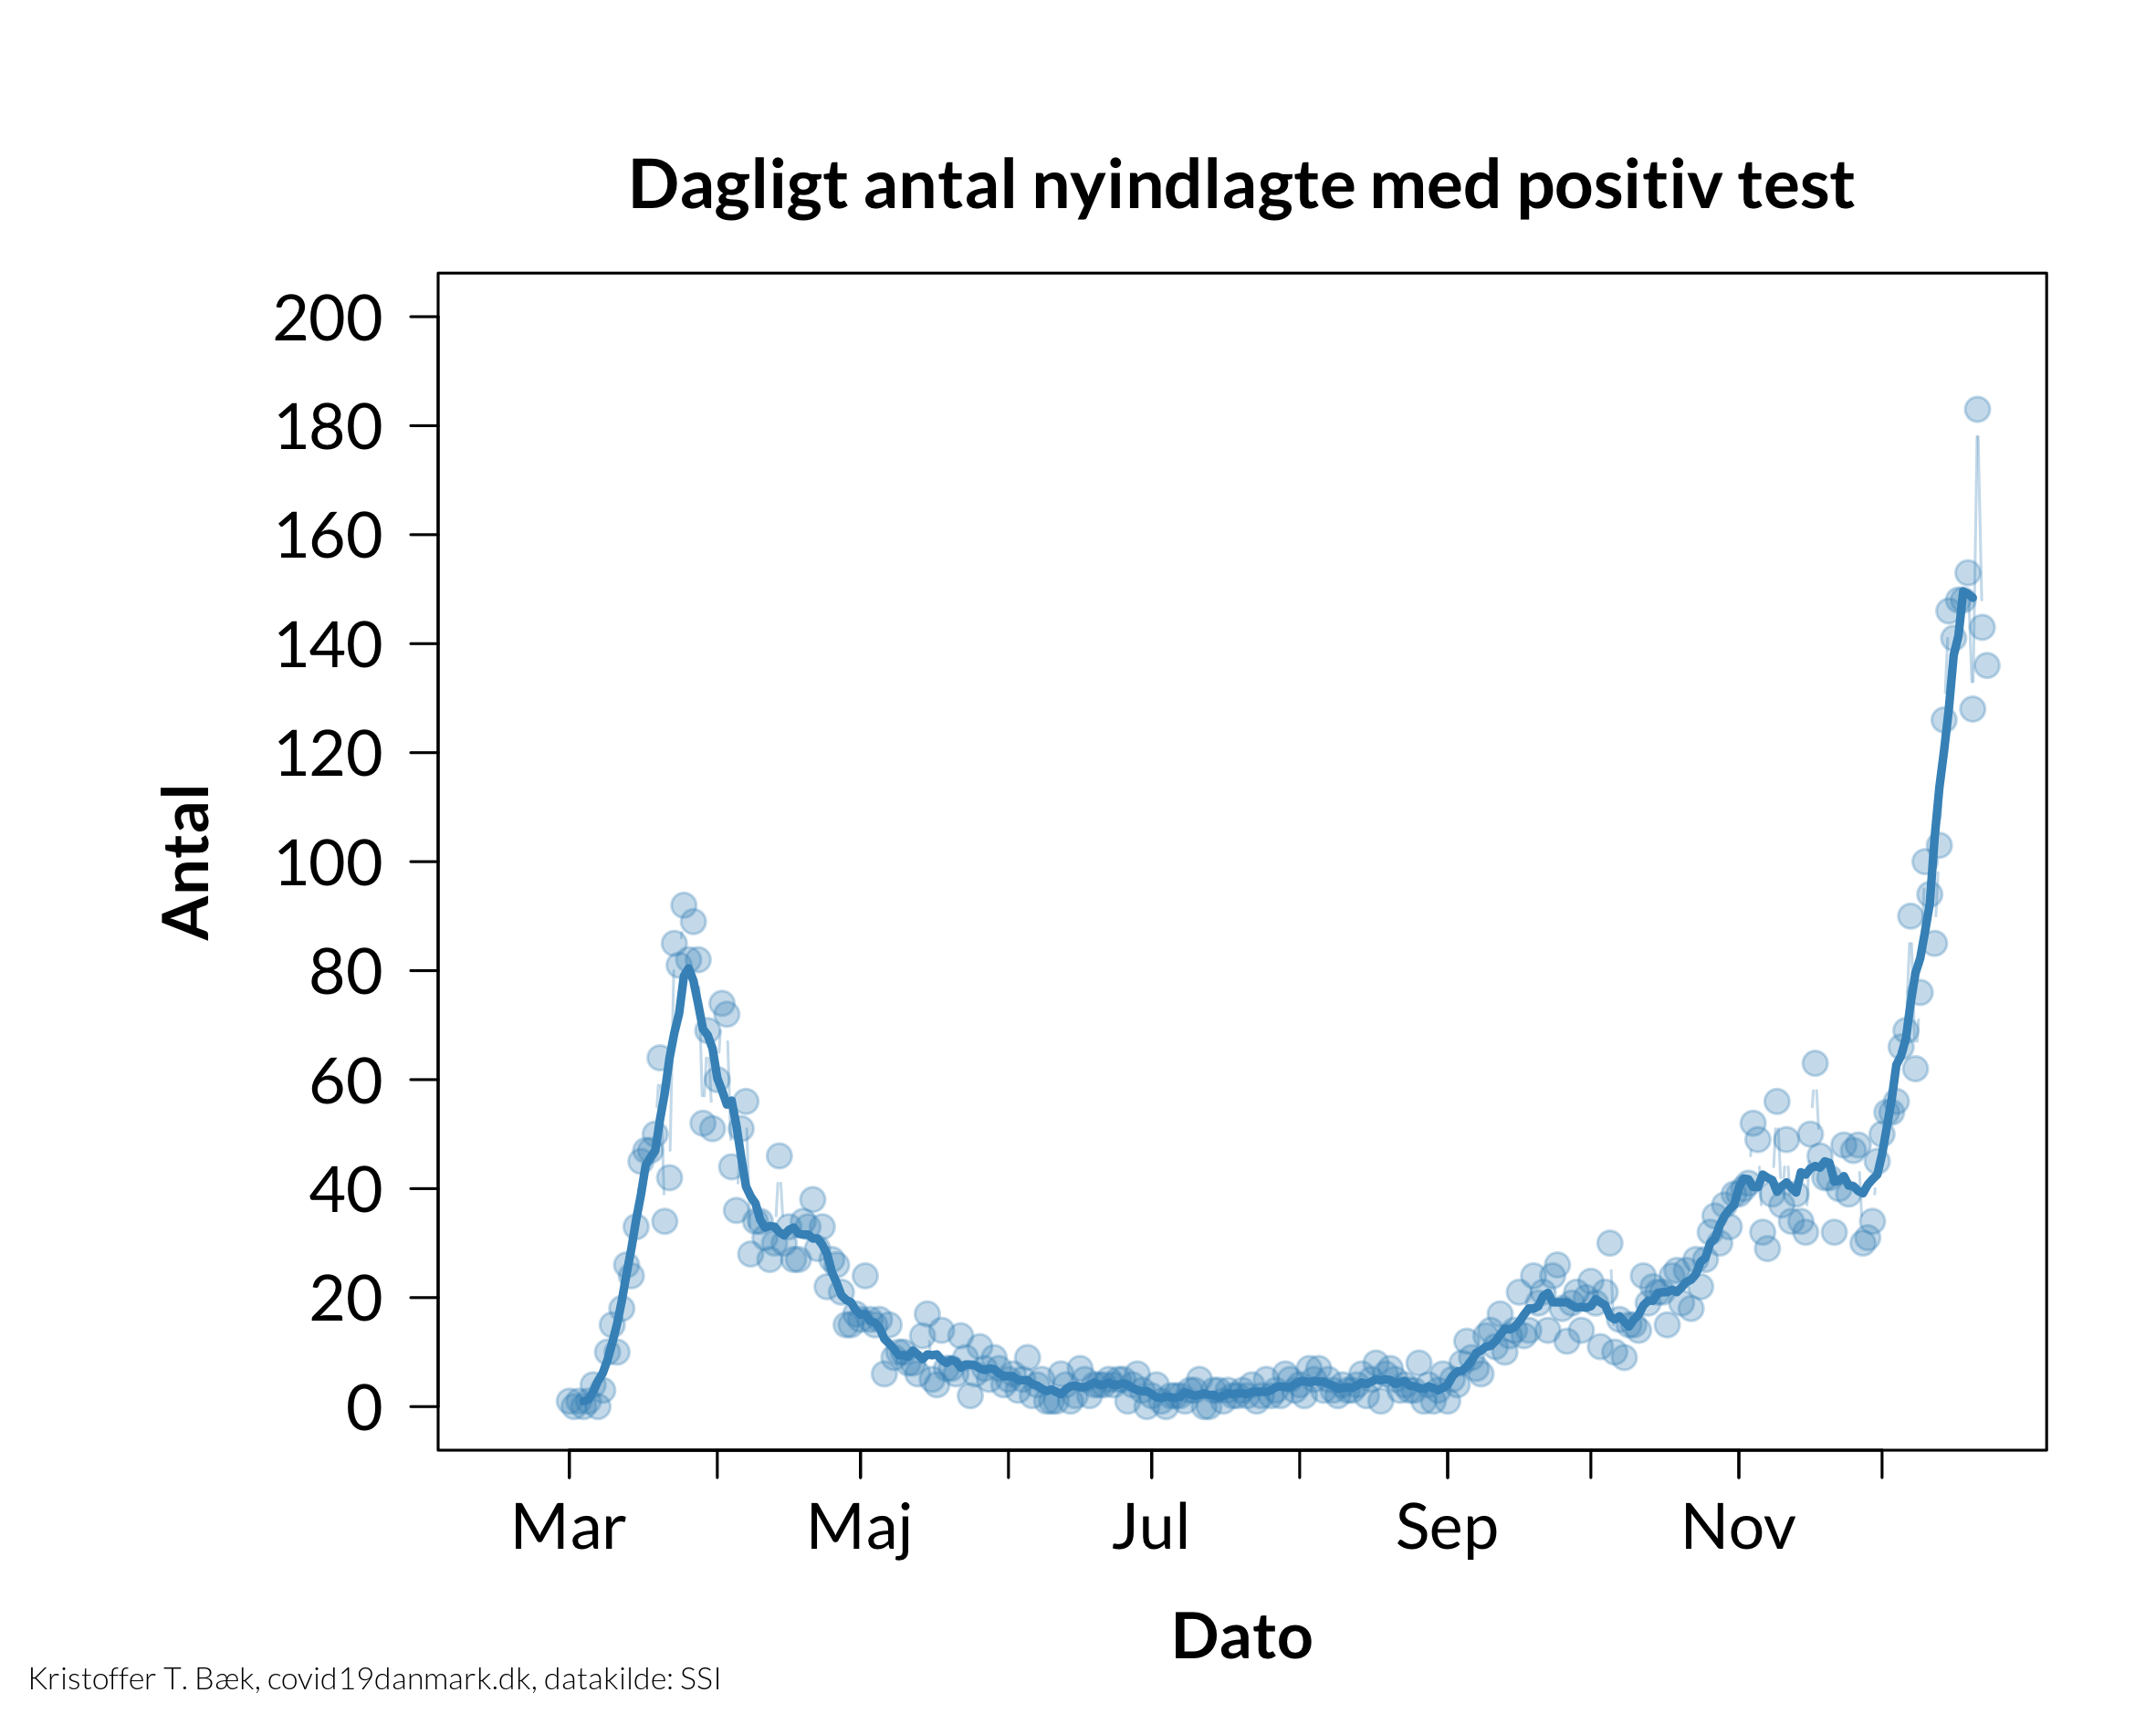 Dagligt antal nyindlagte med positiv test
200
180
160
140
120
100
80
60
40
20
0
Antal
Mar Maj Jul Sep Nov
Dato
Kristoffer T. Bæk, covid19danmark.dk, datakilde: SSI